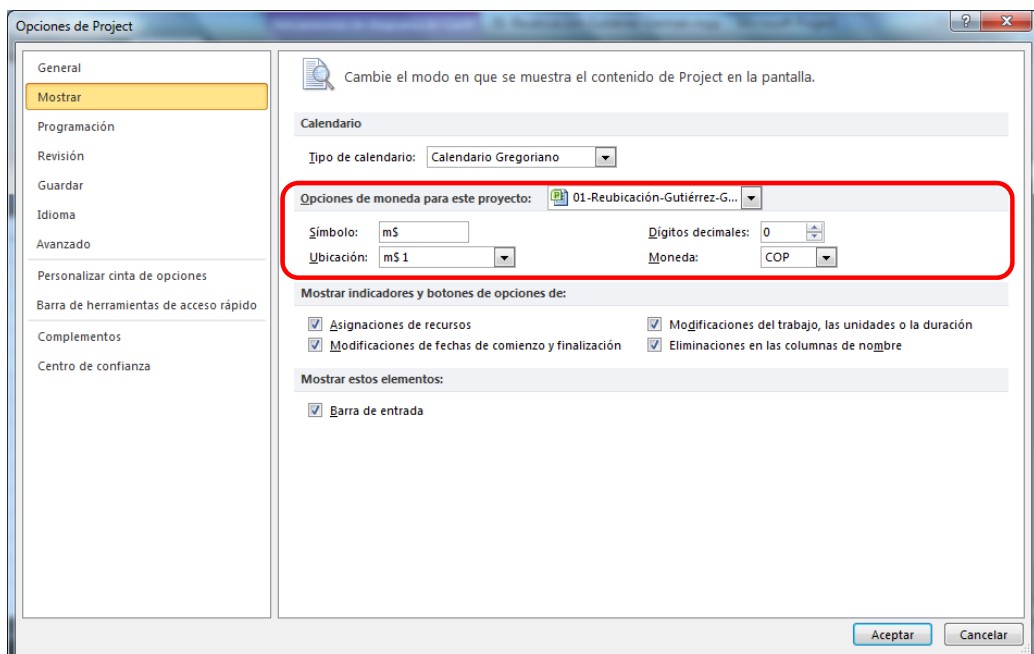 Opciones de Project
General
Mostrar
Programación
Revisión
Guardar
Idioma
Avanzado
Personalizar cinta de opciones
Barra de herramientas de acceso rápido
Complementos
Centro de confianza
Cambie el modo en que se muestra el contenido de Project en la pantalla.
Calendario
Tipo de calendario: Calendario Gregoriano
Opciones de moneda para este proyecto: 01-Reubicación-Gutiérrez-G...
Símbolo: m$ Dígitos decimales: 0
Ubicación: m$ 1 Moneda: COP
Mostrar indicadores y botones de opciones de:
Asignaciones de recursos Modificaciones del trabajo, las unidades o la duración
Modificaciones de fechas de comienzo y finalización Eliminaciones en las columnas de nombre
Mostrar estos elementos:
Barra de entrada
Aceptar Cancelar